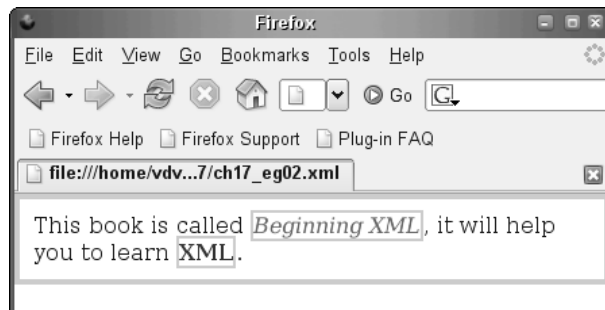 Firefox
File Edit View Go Bookmarks Tools Help
Go G
Firefox Help Firefox Support Plug-in FAQ
file:///home/vdv...7/ch17_eg02.xml
This book is called Beginning XML, it will help
you to learn XML.